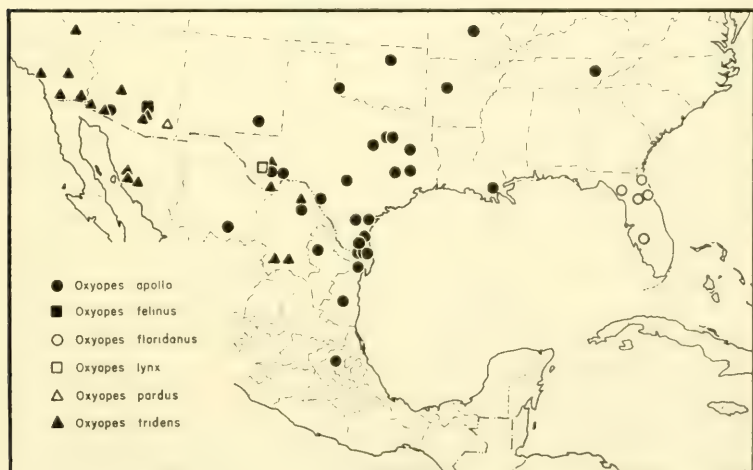 Oxyopes apollo
Oxyopes felinus
Oxyopes floridanus
Oxyopes lynx
Oxyopes pardus
Oxyopes tridens